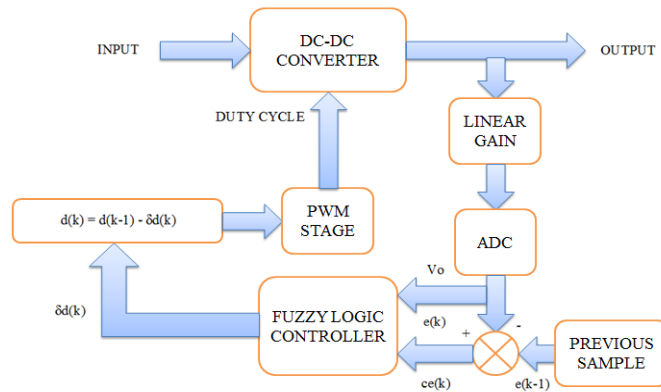 INPUT
DC-DC
CONVERTER
OUTPUT
DUTY CYCLE
LINEAR
GAIN
d(k) = d(k-1) - δd(k)
PWM
STAGE
ADC
Vo
δd(k)
FUZZY LOGIC
CONTROLLER
e(k)
+
-
PREVIOUS
SAMPLE
ce(k)
e(k-1)